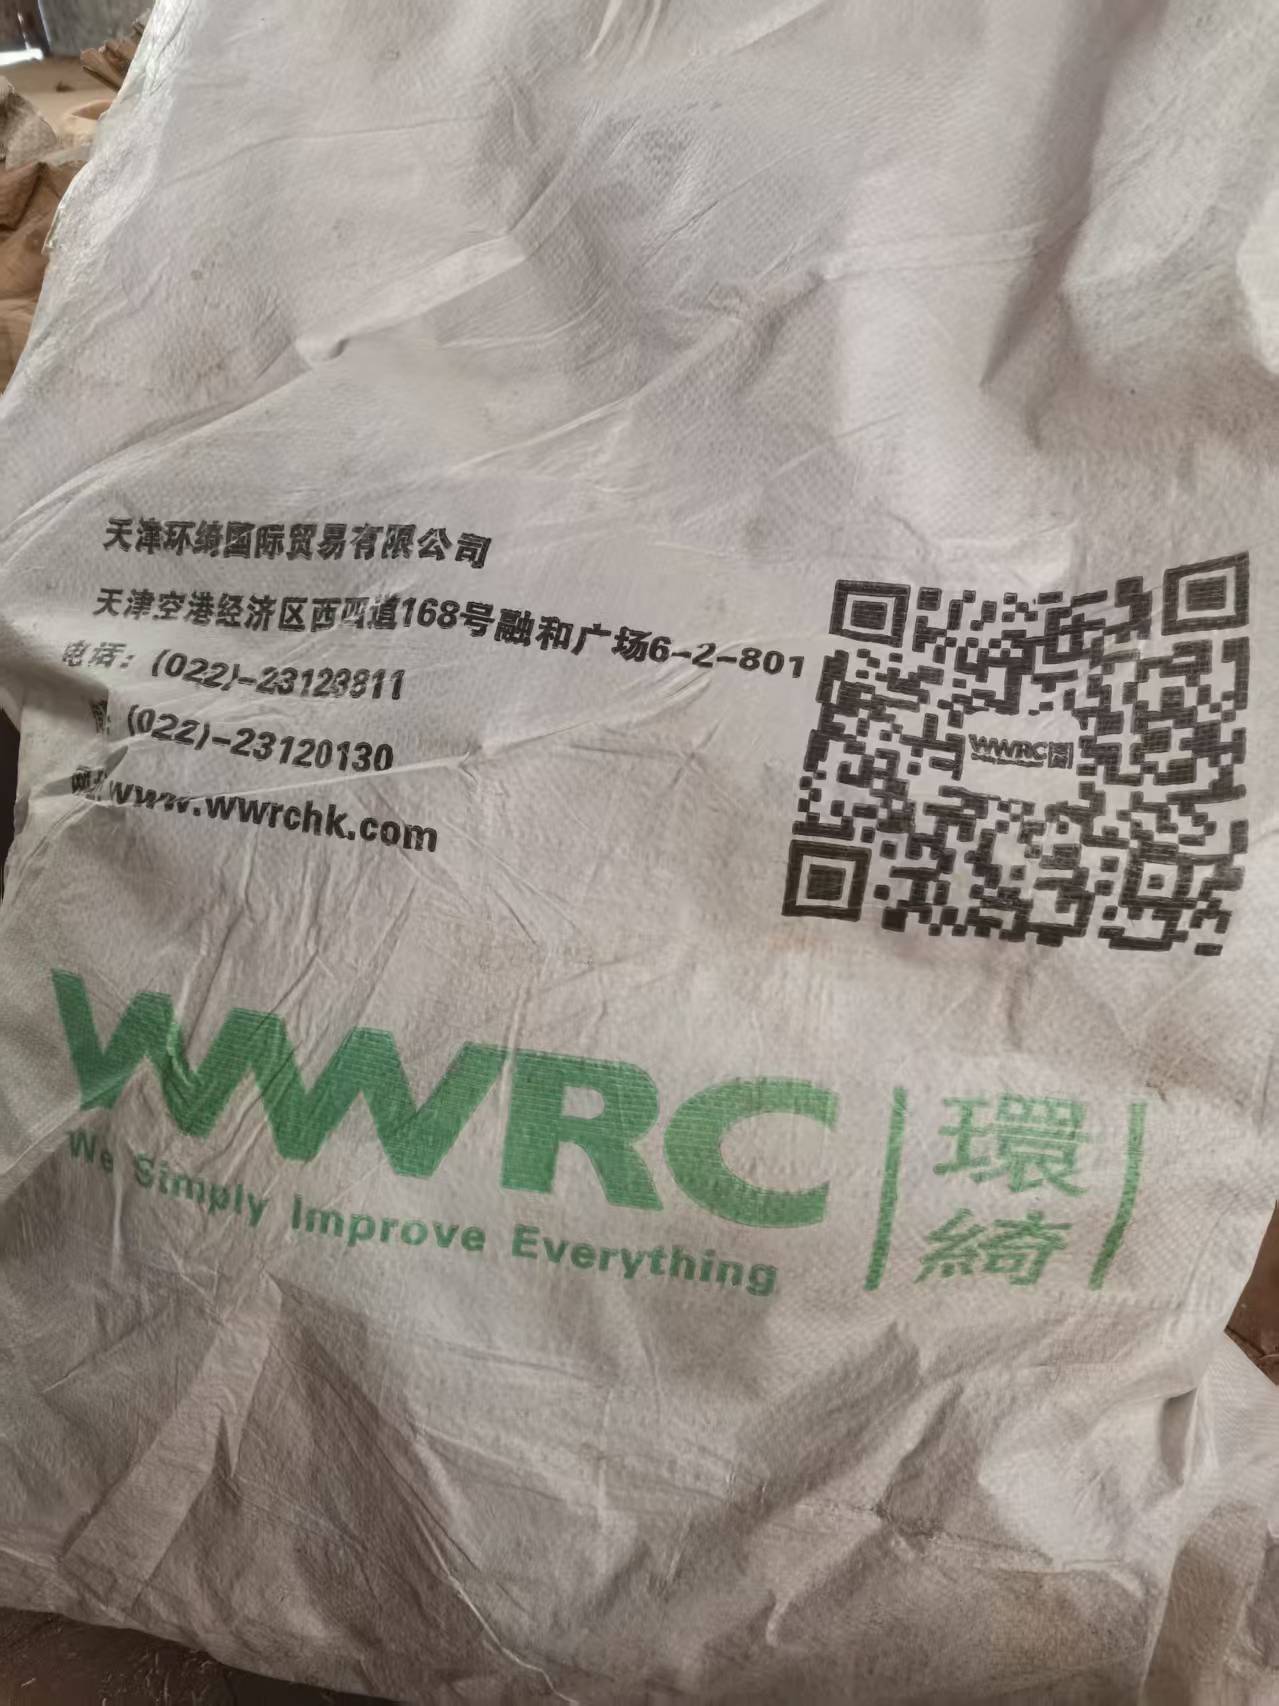 天津环绮国际贸易有限公司
天津空港经济区西四道168号融和广场6-2-801
电话: (022)-23123811
: (022)-23120130
www.wwrchk.com
WWRC
WWRC 環
We Simply Improve Everything 綺